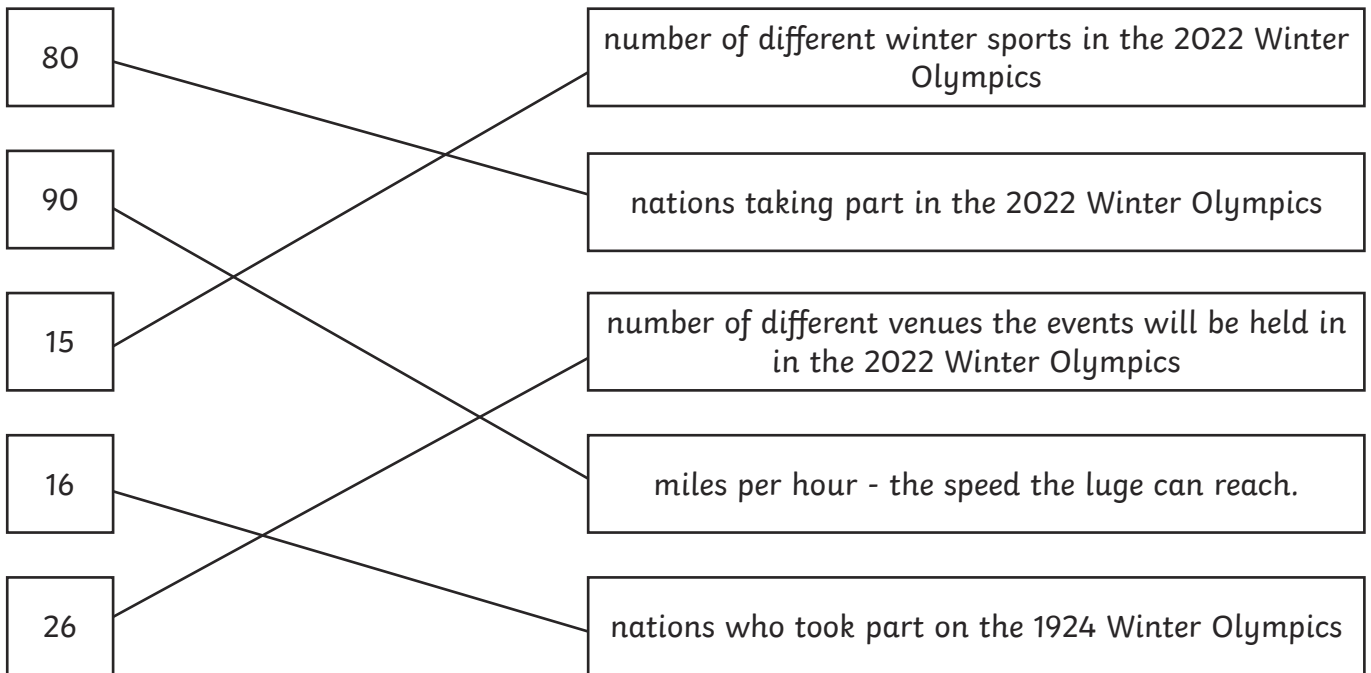 80
number of different winter sports in the 2022 Winter
Olympics
90
nations taking part in the 2022 Winter Olympics
15
number of different venues the events will be held in
in the 2022 Winter Olympics
16
miles per hour - the speed the luge can reach.
26
nations who took part on the 1924 Winter Olympics